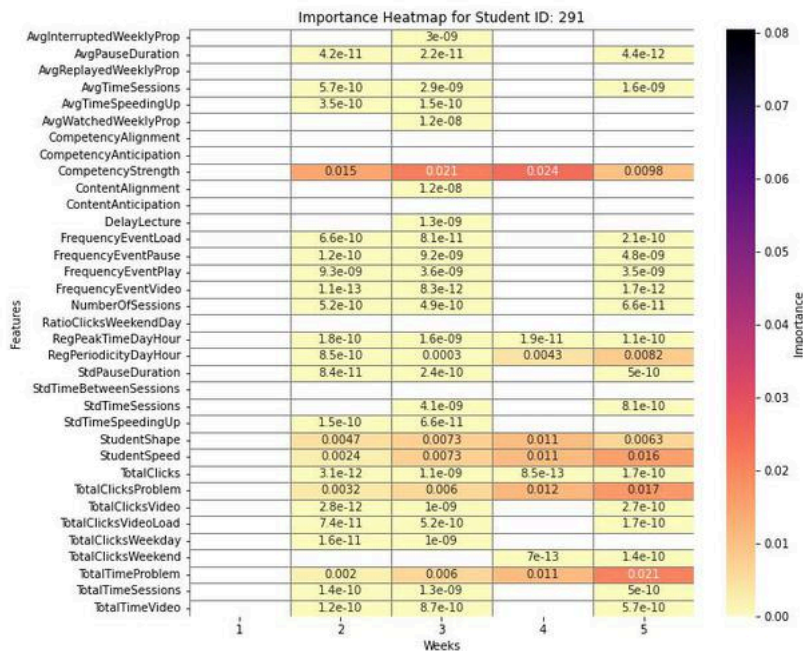 Importance Heatmap for Student ID: 291
AvgInterruptedWeeklyProp 3e-09
AvgPauseDuration 4.2e-11 2.2e-11 4.4e-12
AvgReplayedWeeklyProp
AvgTimeSessions 5.7e-10 2.9e-09 1.6e-09
AvgTimeSpeedingUp 3.5e-10 1.5e-10
AvgWatchedWeeklyProp 1.2e-08
CompetencyAlignment
CompetencyAnticipation
CompetencyStrength 0.015 0.021 0.024 0.0098
ContentAlignment 1.2e-08
ContentAnticipation
DelayLecture 1.3e-09
FrequencyEventLoad 6.6e-10 8.1e-11 2.1e-10
FrequencyEventPause 1.2e-10 9.2e-09 4.8e-09
FrequencyEventPlay 9.3e-09 3.6e-09 3.5e-09
FrequencyEventVideo 1.1e-13 8.3e-12 1.7e-12
NumberOfSessions 5.2e-10 4.9e-10 6.6e-11
RatioClicksWeekendDay
RegPeakTimeDayHour 1.8e-10 1.6e-09 1.9e-11 1.1e-10
RegPeriodicityDayHour 8.5e-10 0.0003 0.0043 0.0082
StdPauseDuration 8.4e-11 2.4e-10 5e-10
StdTimeBetweenSessions
StdTimeSessions 4.1e-09 8.1e-10
StdTimeSpeedingUp 1.5e-10 6.6e-11
StudentShape 0.0047 0.0073 0.011 0.0063
StudentSpeed 0.0024 0.0073 0.011 0.016
TotalClicks 3.1e-12 1.1e-09 8.5e-13 1.7e-10
TotalClicksProblem 0.0032 0.006 0.012 0.017
TotalClicksVideo 2.8e-12 1e-09 2.7e-10
TotalClicksVideoLoad 7.4e-11 5.2e-10 1.7e-10
TotalClicksWeekday 1.6e-11 1e-09
TotalClicksWeekend 7e-13 1.4e-10
TotalTimeProblem 0.002 0.006 0.011 0.021
TotalTimeSessions 1.4e-10 1.3e-09 5e-10
TotalTimeVideo 1.2e-10 8.7e-10 5.7e-10
1 2 3 4 5
Weeks
Features
0.08
0.07
0.06
0.05
0.04
0.03
0.02
0.01
0.00
Importance